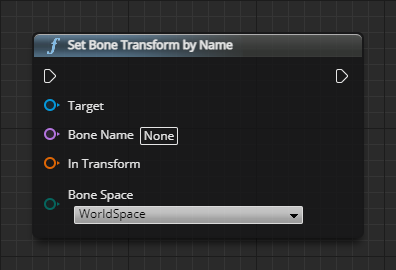 f Set Bone Transform by Name
Target
Bone Name None
In Transform
Bone Space
WorldSpace